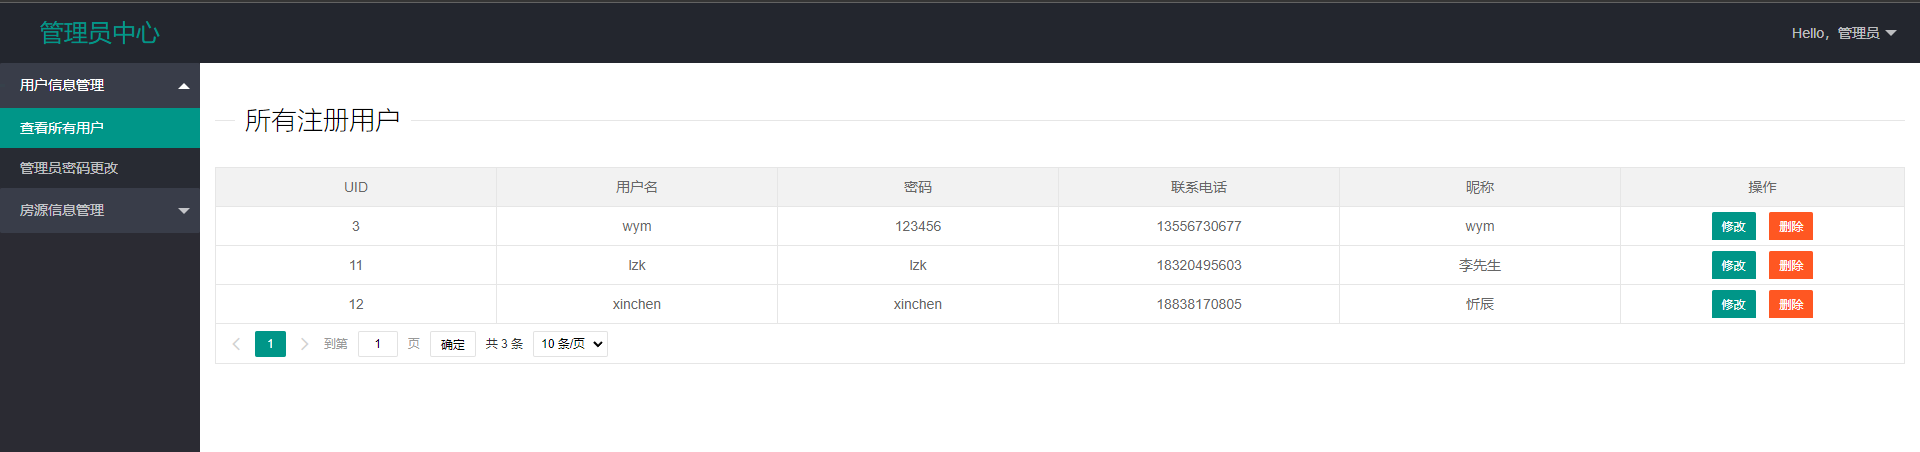 管理员中心
Hello，管理员
用户信息管理
查看所有用户
管理员密码更改
房源信息管理
所有注册用户
UID 用户名 密码 联系电话 昵称 操作
3 wym 123456 13556730677 wym 修改 删除
11 lzk lzk 18320495603 李先生 修改 删除
12 xinchen xinchen 18838170805 忻辰 修改 删除
1 到第 1 页 确定 共 3 条 10 条/页